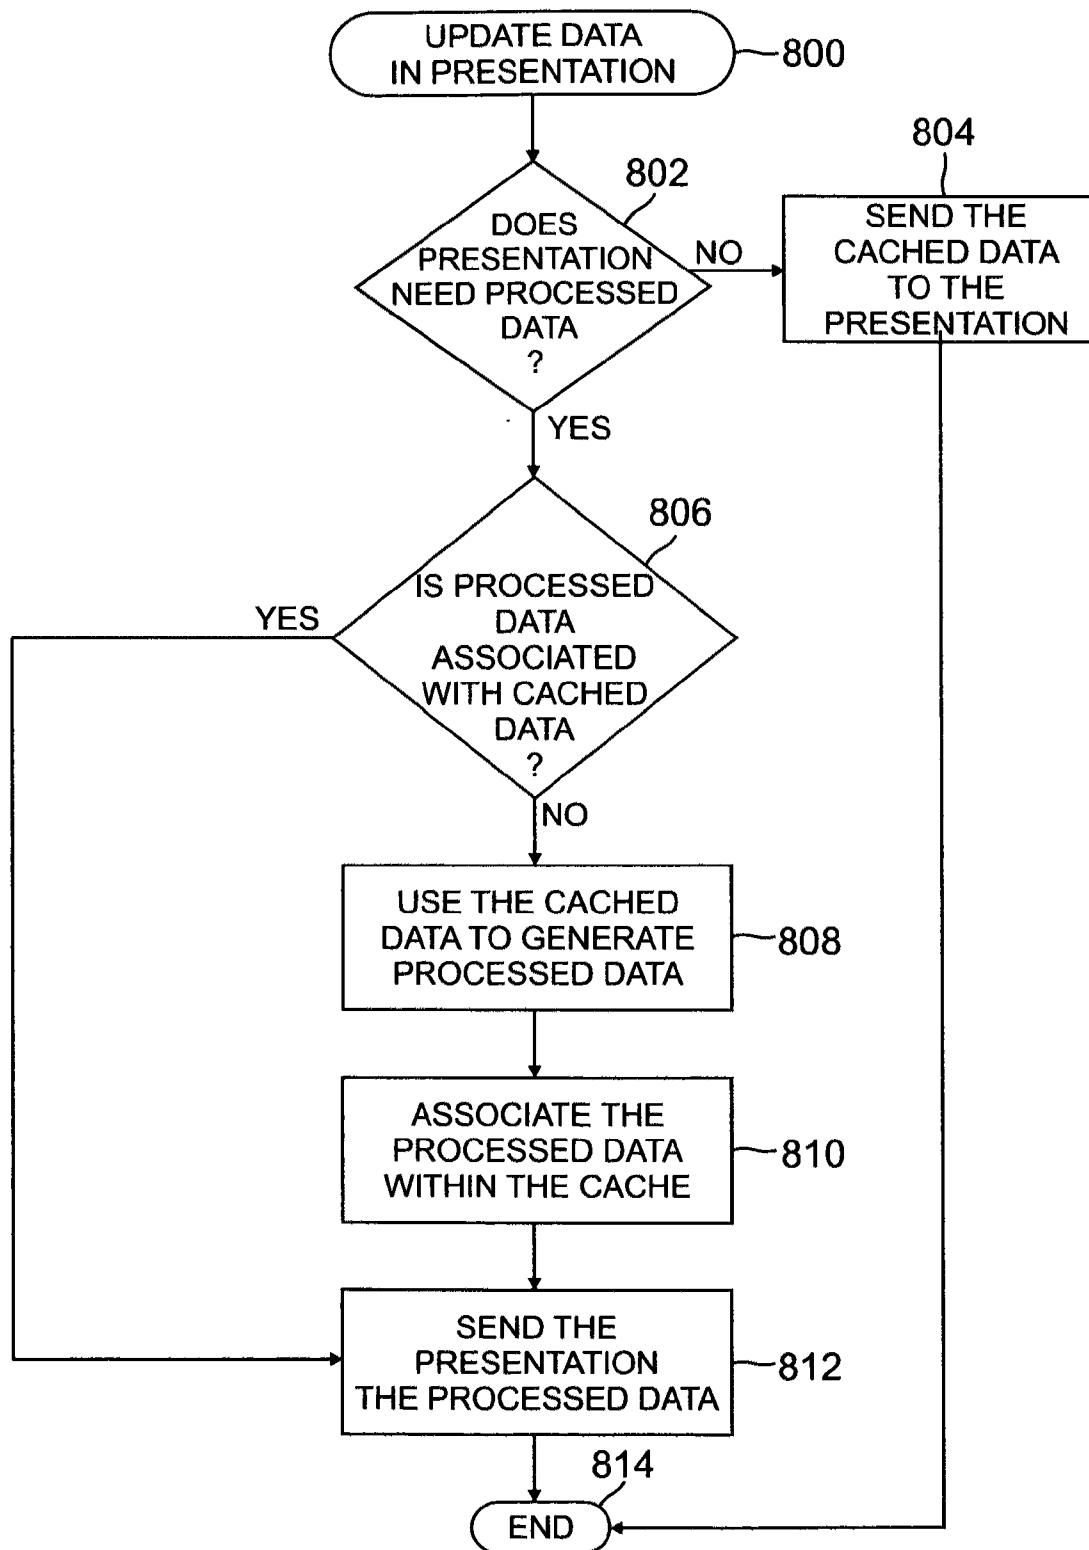 UPDATE DATA
IN PRESENTATION
800
802
DOES
PRESENTATION
NEED PROCESSED
DATA
?
NO
804
SEND THE
CACHED DATA
TO THE
PRESENTATION
YES
806
IS PROCESSED
DATA
ASSOCIATED
WITH CACHED
DATA
?
YES
NO
USE THE CACHED
DATA TO GENERATE
PROCESSED DATA
808
ASSOCIATE THE
PROCESSED DATA
WITHIN THE CACHE
810
SEND THE
PRESENTATION
THE PROCESSED DATA
812
814
END